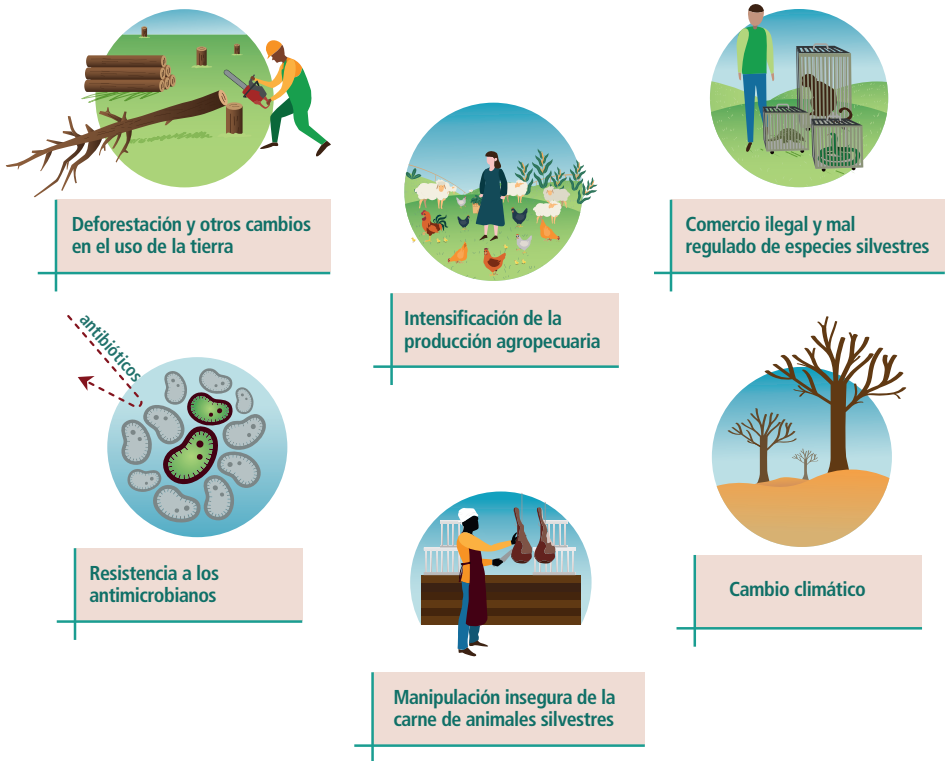 Deforestación y otros cambios
en el uso de la tierra
Intensificación de la
producción agropecuaria
Comercio ilegal y mal
regulado de especies silvestres
antibióticos
Resistencia a los
antimicrobianos
Manipulación insegura de la
carne de animales silvestres
Cambio climático